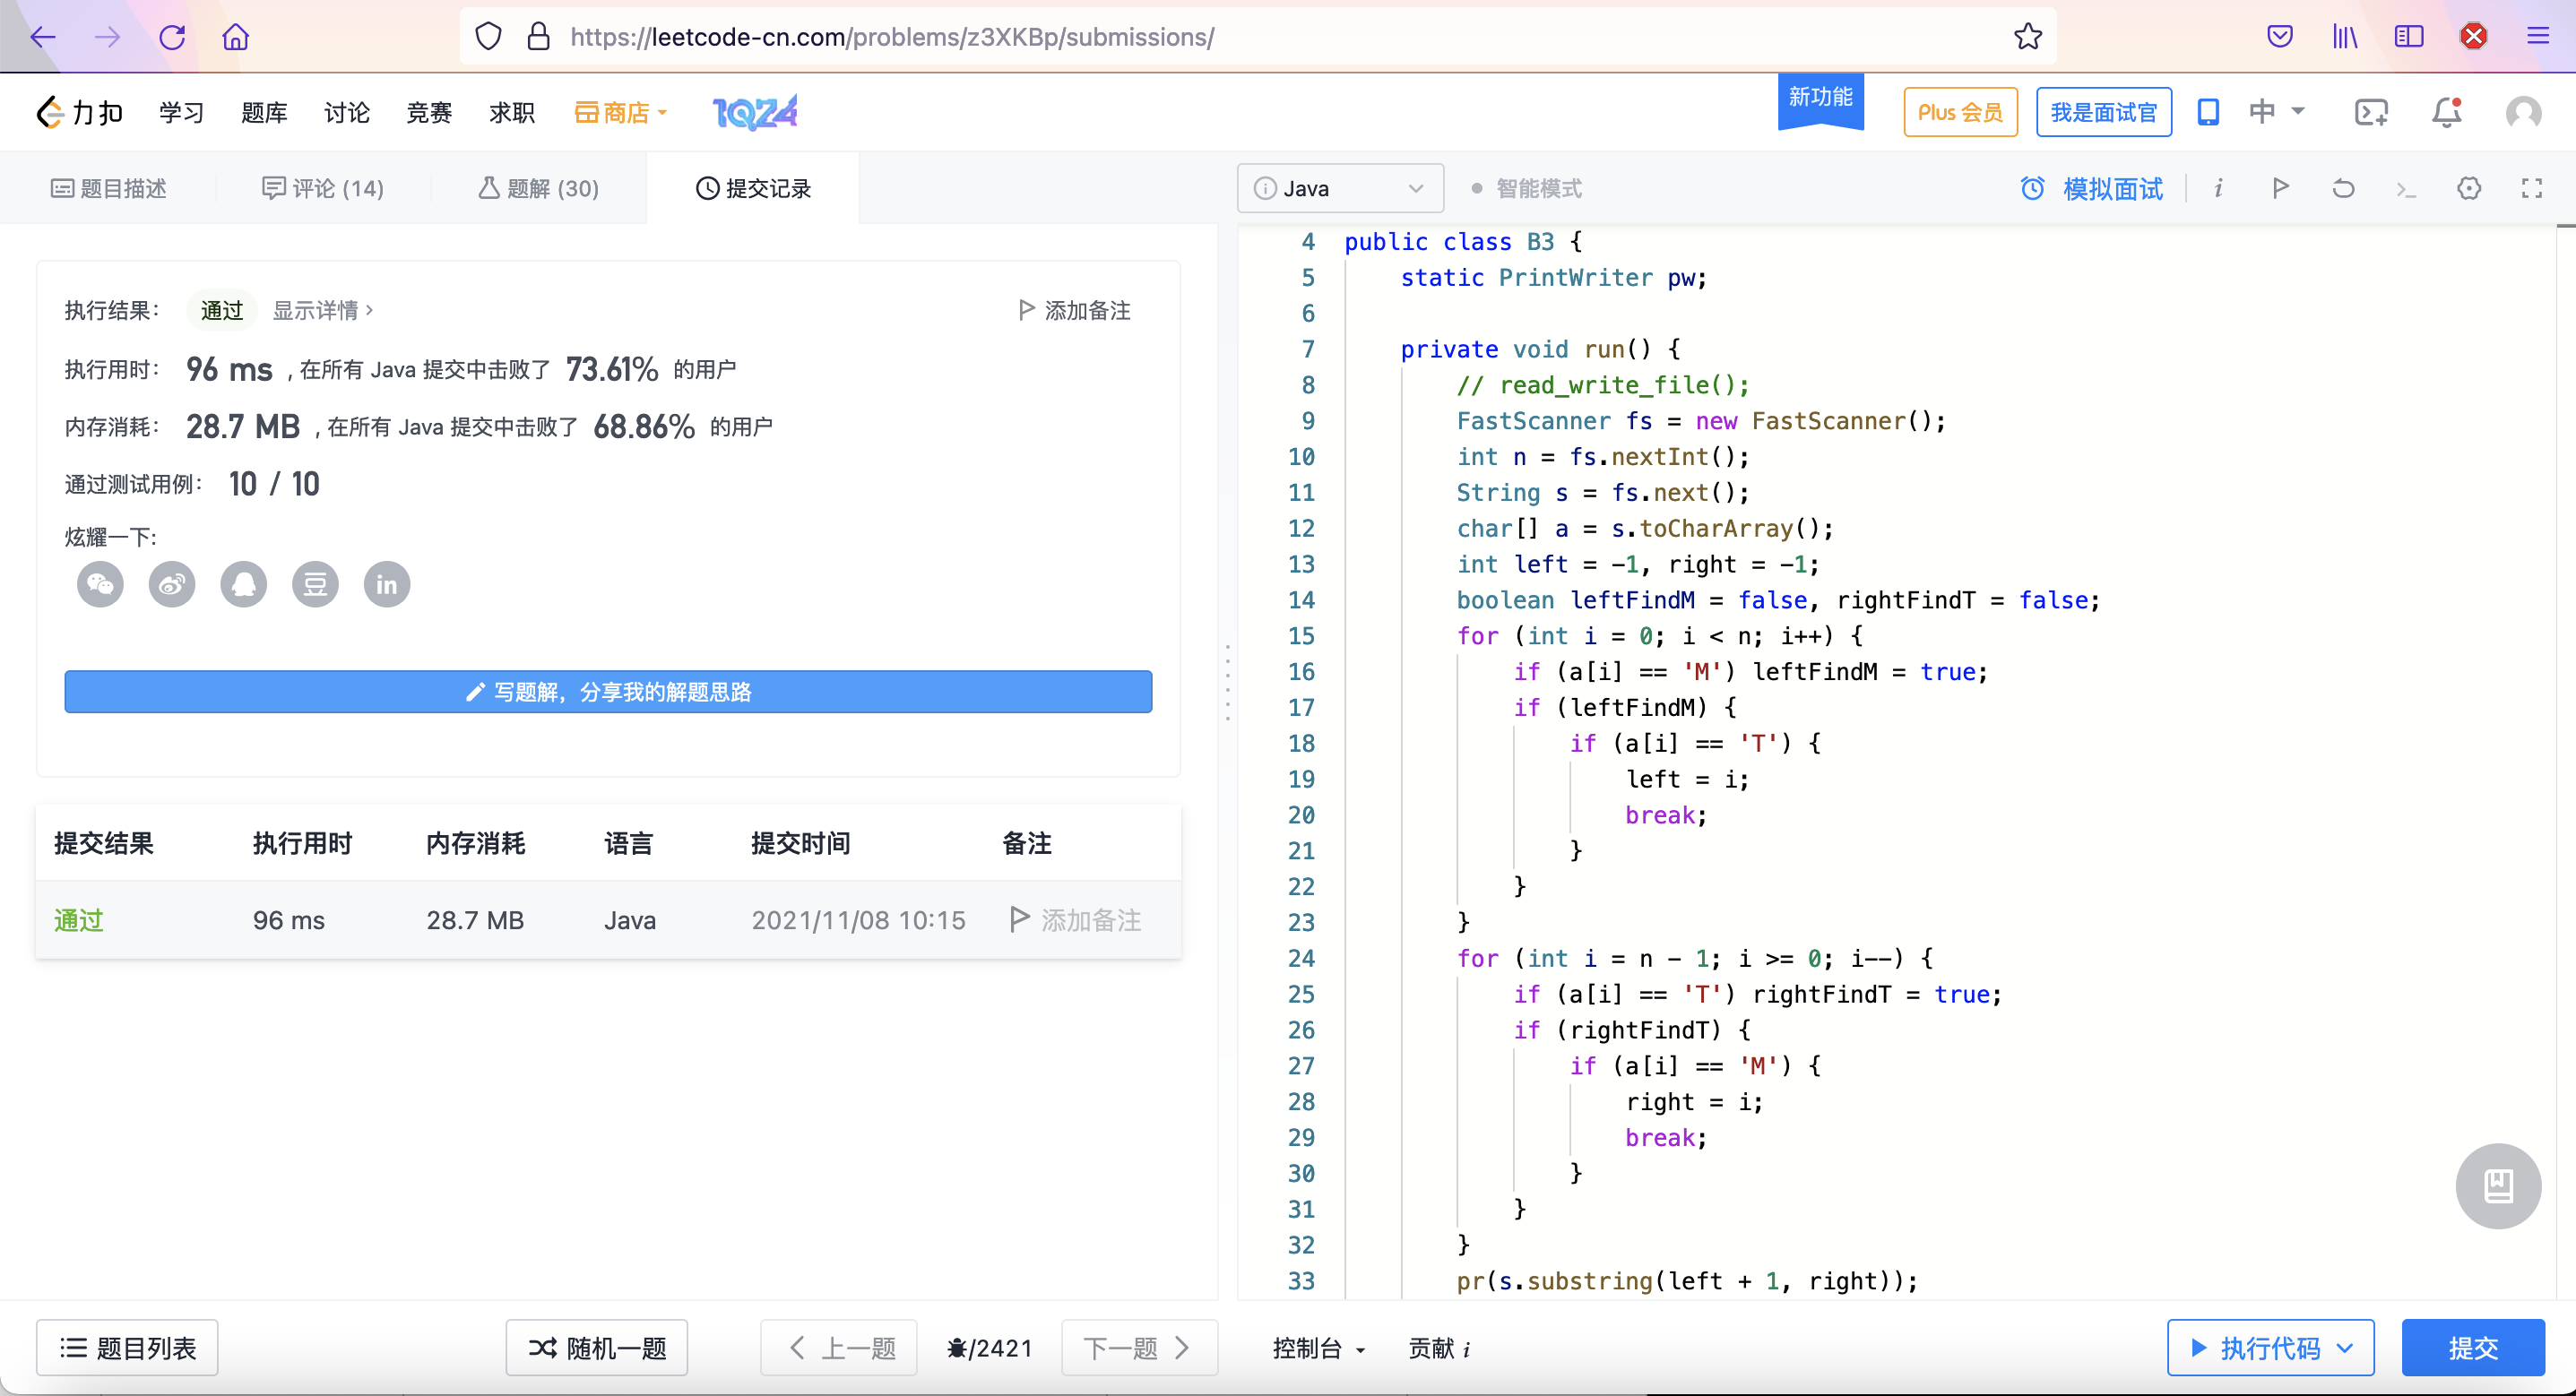 https://leetcode-cn.com/problems/z3XKBp/submissions/
力扣 学习 题库 讨论 竞赛 求职 商店 1024 新功能 Plus 会员 我是面试官 中
题目描述 评论 (14) 题解 (30) 提交记录
执行结果： 通过 显示详情 > 添加备注
执行用时： 96 ms , 在所有 Java 提交中击败了 73.61% 的用户
内存消耗： 28.7 MB , 在所有 Java 提交中击败了 68.86% 的用户
通过测试用例： 10 / 10
炫耀一下:
豆 in
写题解，分享我的解题思路
提交结果 执行用时 内存消耗 语言 提交时间 备注
通过 96 ms 28.7 MB Java 2021/11/08 10:15 添加备注
Java 智能模式 模拟面试 i
4 public class B3 {
5 static PrintWriter pw;
6
7 private void run() {
8 // read_write_file();
9 FastScanner fs = new FastScanner();
10 int n = fs.nextInt();
11 String s = fs.next();
12 char[] a = s.toCharArray();
13 int left = -1, right = -1;
14 boolean leftFindM = false, rightFindT = false;
15 for (int i = 0; i < n; i++) {
16 if (a[i] == 'M') leftFindM = true;
17 if (leftFindM) {
18 if (a[i] == 'T') {
19 left = i;
20 break;
21 }
22 }
23 }
24 for (int i = n - 1; i >= 0; i--) {
25 if (a[i] == 'T') rightFindT = true;
26 if (rightFindT) {
27 if (a[i] == 'M') {
28 right = i;
29 break;
30 }
31 }
32 }
33 pr(s.substring(left + 1, right));
题目列表 随机一题 上一题 /2421 下一题 控制台 贡献 i 执行代码 提交